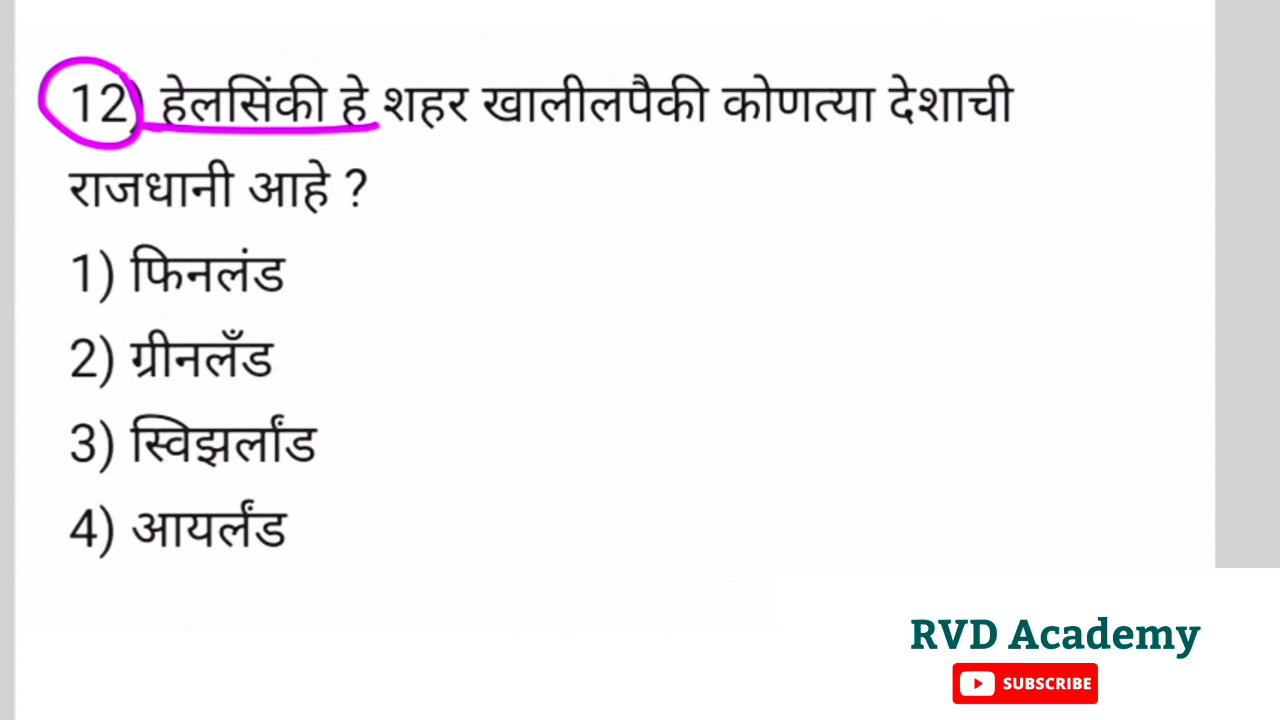 12) हेलसिंकी हे शहर खालीलपैकी कोणत्या देशाची
राजधानी आहे ?
1) फिनलंड
2) ग्रीनलँड
3) स्विझर्लांड
4) आयर्लंड
RVD Academy
SUBSCRIBE